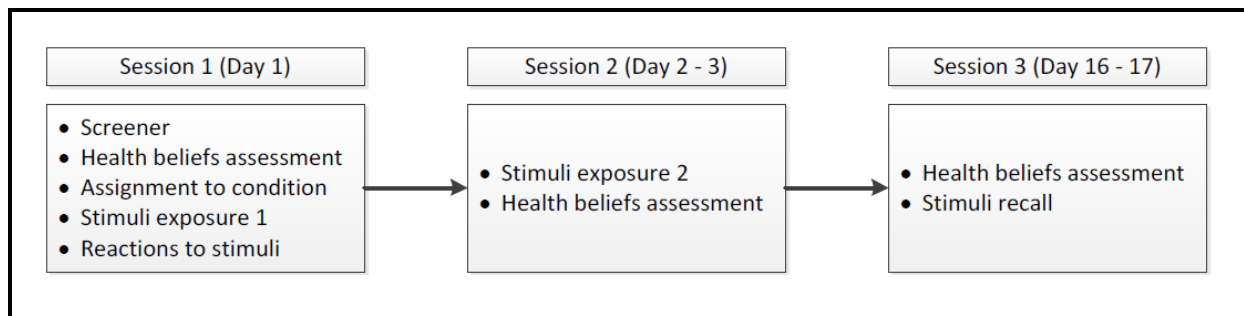 Session 1 (Day 1)
• Screener
• Health beliefs assessment
• Assignment to condition
• Stimuli exposure 1
• Reactions to stimuli
Session 2 (Day 2 - 3)
• Stimuli exposure 2
• Health beliefs assessment
Session 3 (Day 16 - 17)
• Health beliefs assessment
• Stimuli recall